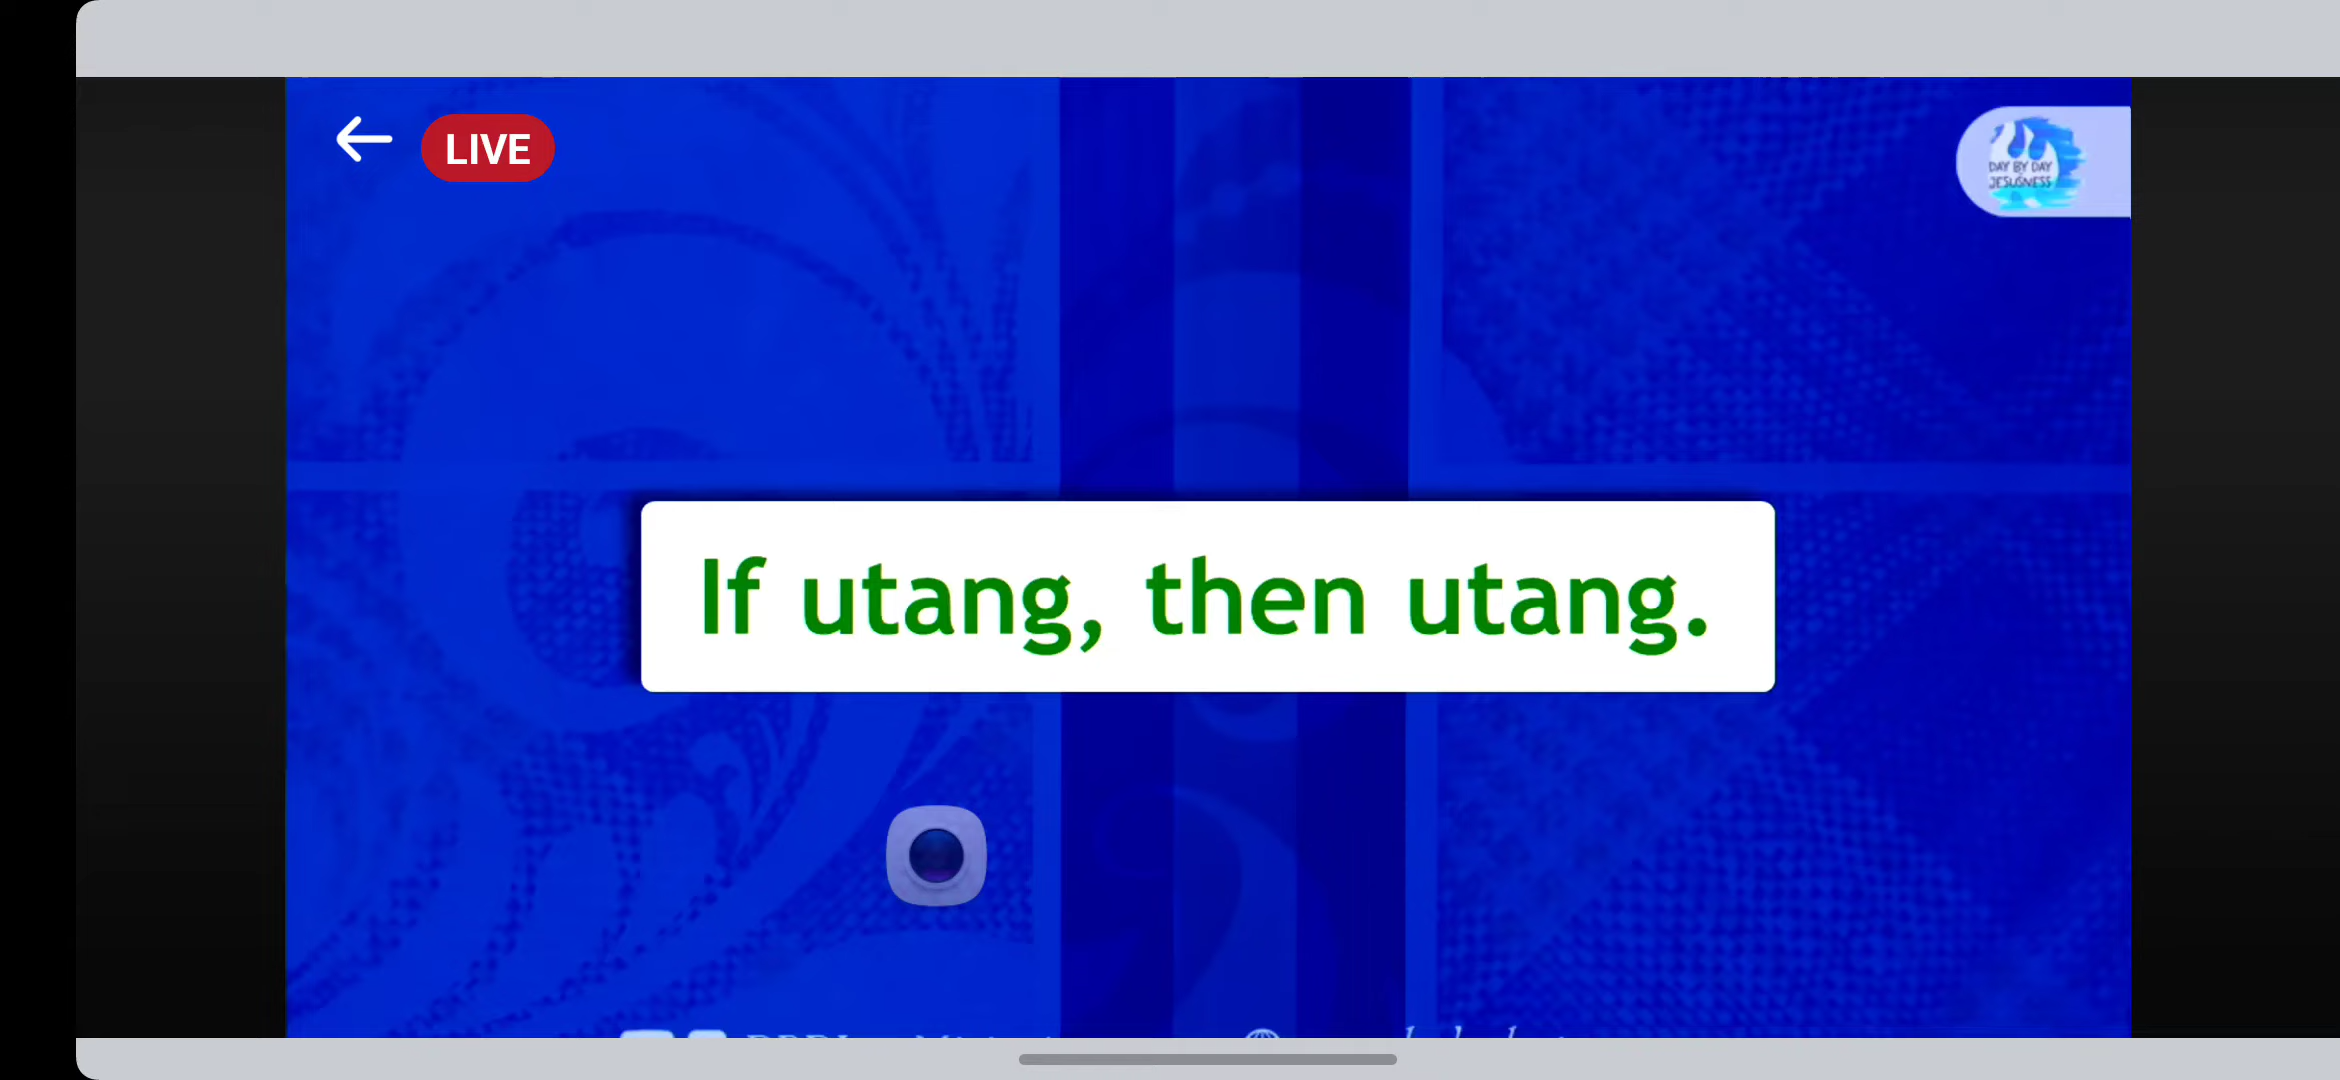 LIVE
DAY BY DAY
JESUSNESS
If utang, then utang.